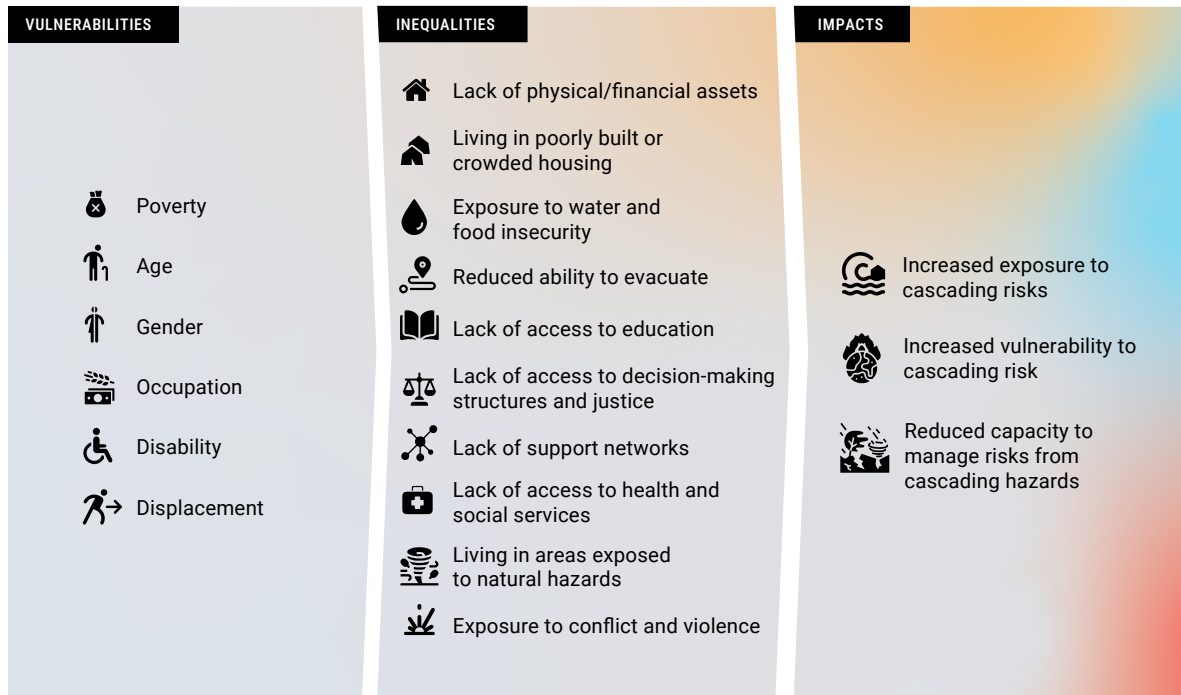 VULNERABILITIES
Poverty
Age
Gender
Occupation
Disability
Displacement
INEQUALITIES
Lack of physical/financial assets
Living in poorly built or
crowded housing
Exposure to water and
food insecurity
Reduced ability to evacuate
Lack of access to education
Lack of access to decision-making
structures and justice
Lack of support networks
Lack of access to health and
social services
Living in areas exposed
to natural hazards
Exposure to conflict and violence
IMPACTS
Increased exposure to
cascading risks
Increased vulnerability to
cascading risk
Reduced capacity to
manage risks from
cascading hazards